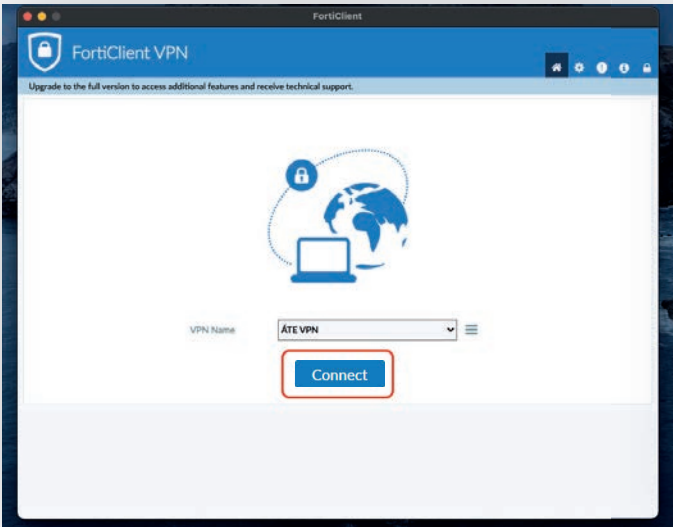 FortiClient
FortiClient VPN
Upgrade to the full version to access additional features and receive technical support.
VPN Name
ÁTE VPN
Connect